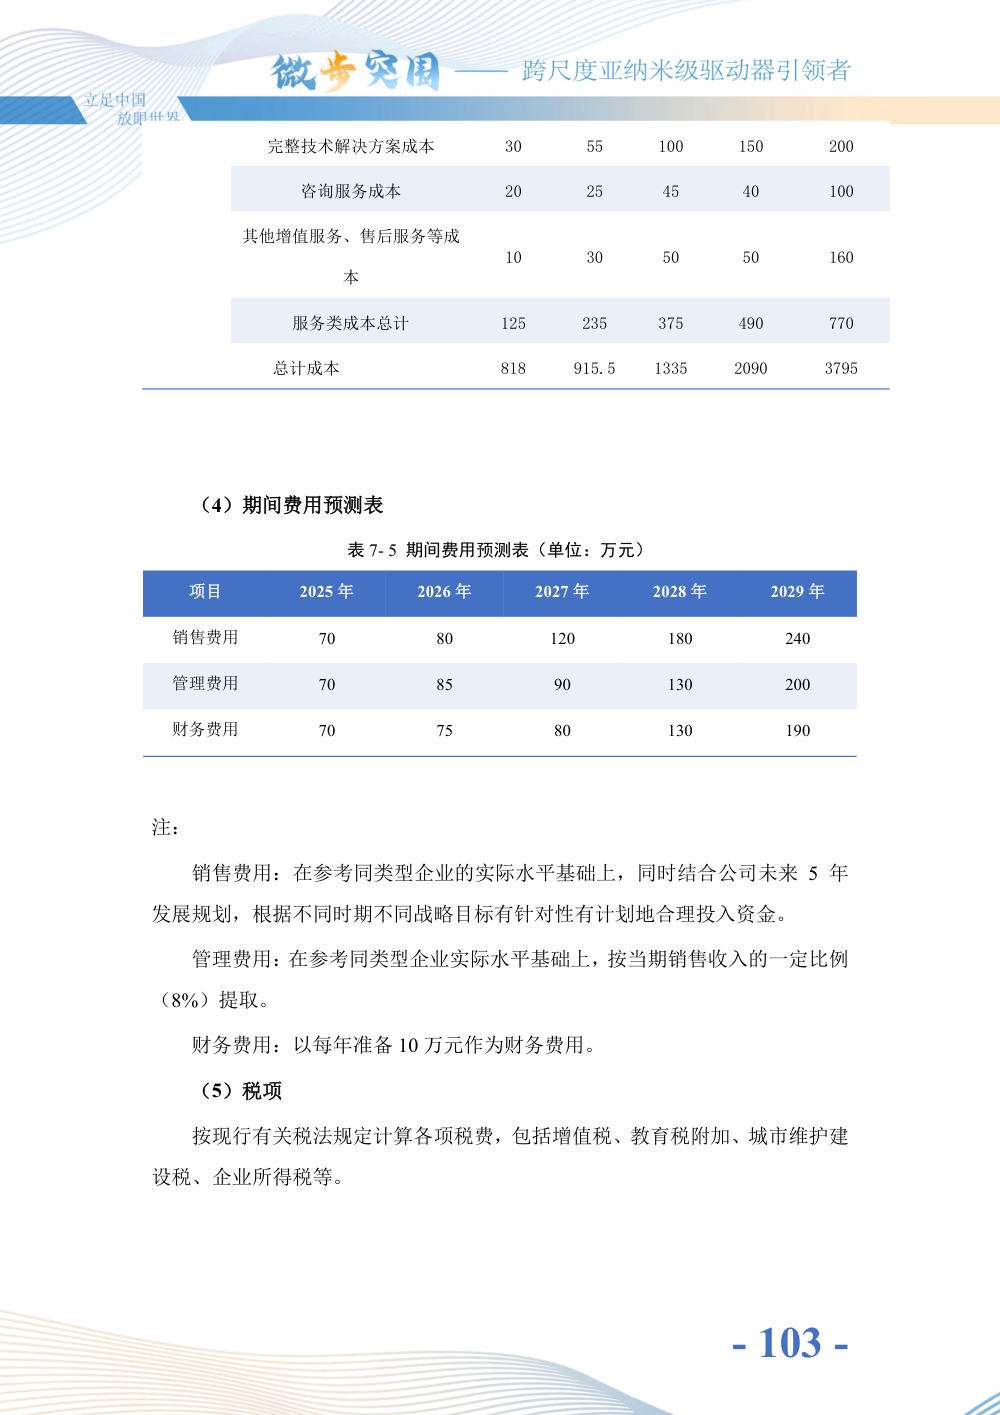 微步突围 —— 跨尺度亚纳米级驱动器引领者
立足中国
放眼世界
完整技术解决方案成本 30 55 100 150 200
咨询服务成本 20 25 45 40 100
其他增值服务、售后服务等成
本 10 30 50 50 160
服务类成本总计 125 235 375 490 770
总计成本 818 915.5 1335 2090 3795
（4）期间费用预测表
表 7- 5 期间费用预测表（单位：万元）
项目 2025 年 2026 年 2027 年 2028 年 2029 年
销售费用 70 80 120 180 240
管理费用 70 85 90 130 200
财务费用 70 75 80 130 190
注：
销售费用：在参考同类型企业的实际水平基础上，同时结合公司未来 5 年
发展规划，根据不同时期不同战略目标有针对性有计划地合理投入资金。
管理费用：在参考同类型企业实际水平基础上，按当期销售收入的一定比例
（8%）提取。
财务费用：以每年准备 10 万元作为财务费用。
（5）税项
按现行有关税法规定计算各项税费，包括增值税、教育税附加、城市维护建
设税、企业所得税等。
- 103 -